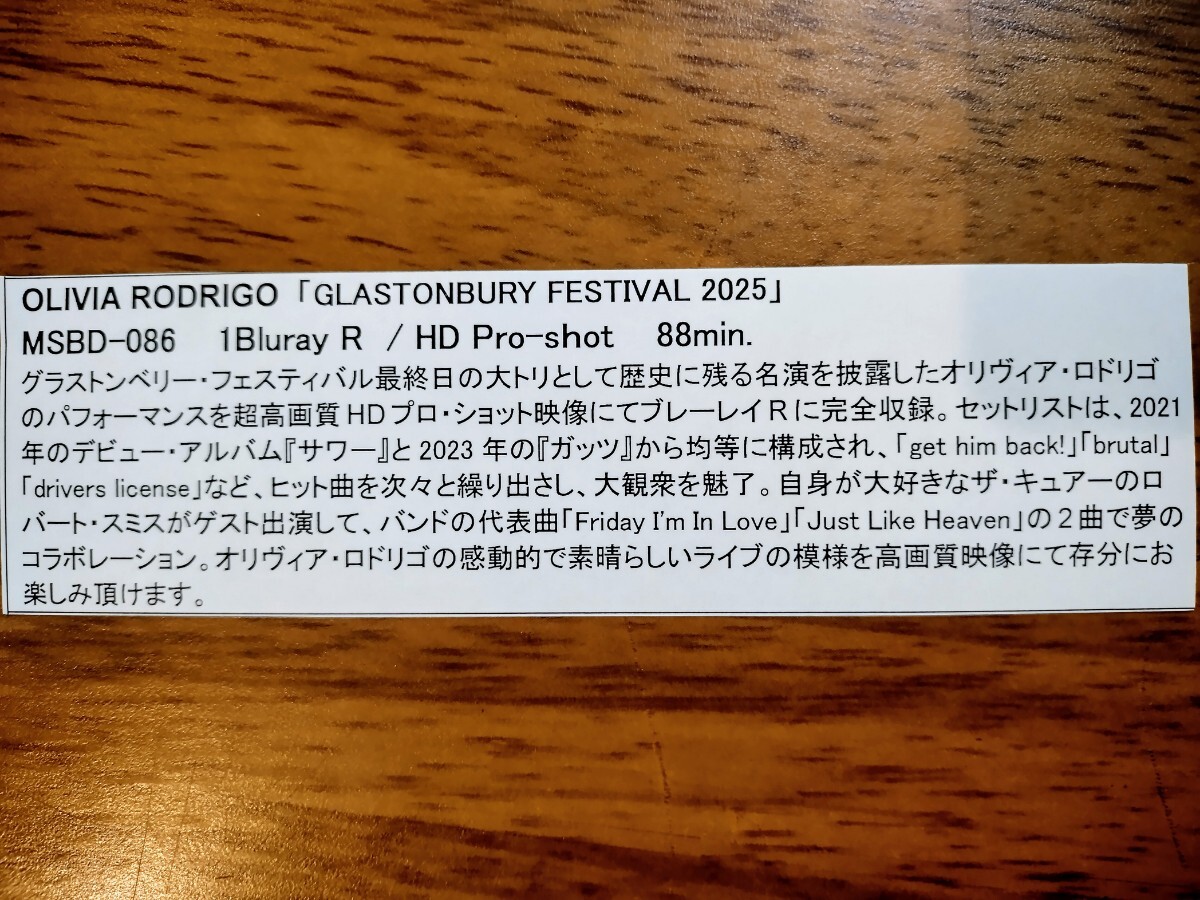 OLIVIA RODRIGO「GLASTONBURY FESTIVAL 2025」
MSBD-086 1Bluray R / HD Pro-shot 88min.
グラストンベリー・フェスティバル最終日の大トリとして歴史に残る名演を披露したオリヴィア・ロドリゴ
のパフォーマンスを超高画質HDプロ・ショット映像にてブレーレイRに完全収録。セットリストは、2021
年のデビュー・アルバム『サワー』と2023年の『ガッツ』から均等に構成され、「get him back!」「brutal」
「drivers license」など、ヒット曲を次々と繰り出さし、大観衆を魅了。自身が大好きなザ・キュアーのロ
バート・スミスがゲスト出演して、バンドの代表曲「Friday I'm In Love」「Just Like Heaven」の2曲で夢の
コラボレーション。オリヴィア・ロドリゴの感動的で素晴らしいライブの模様を高画質映像にて存分にお
楽しみ頂けます。